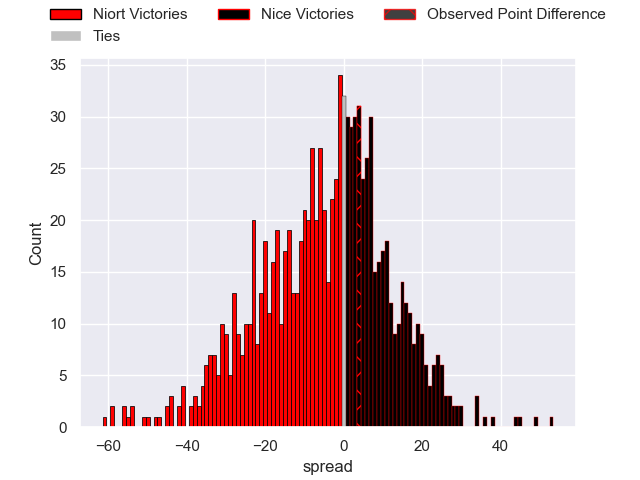 Niort Victories Nice Victories Observed Point Difference
Ties
35
30
25
20
15
10
5
0
Count
−60 −40 −20 0 20 40
spread